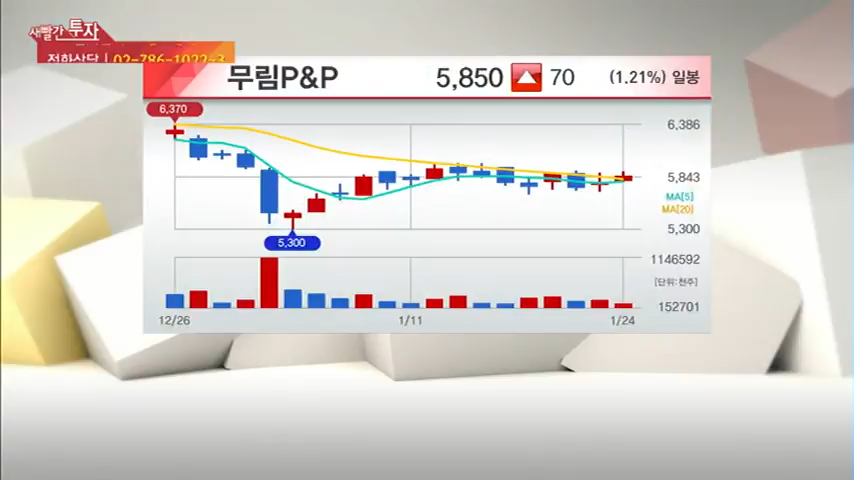 새빨간 투자
전화상담 | 02-786-1022~3
무림P&P 5,850 70 (1.21%) 일봉
6,370
6,386
5,843
MA[5]
MA[20]
5,300
5,300
1146592
[단위:천주]
152701
12/26 1/11 1/24